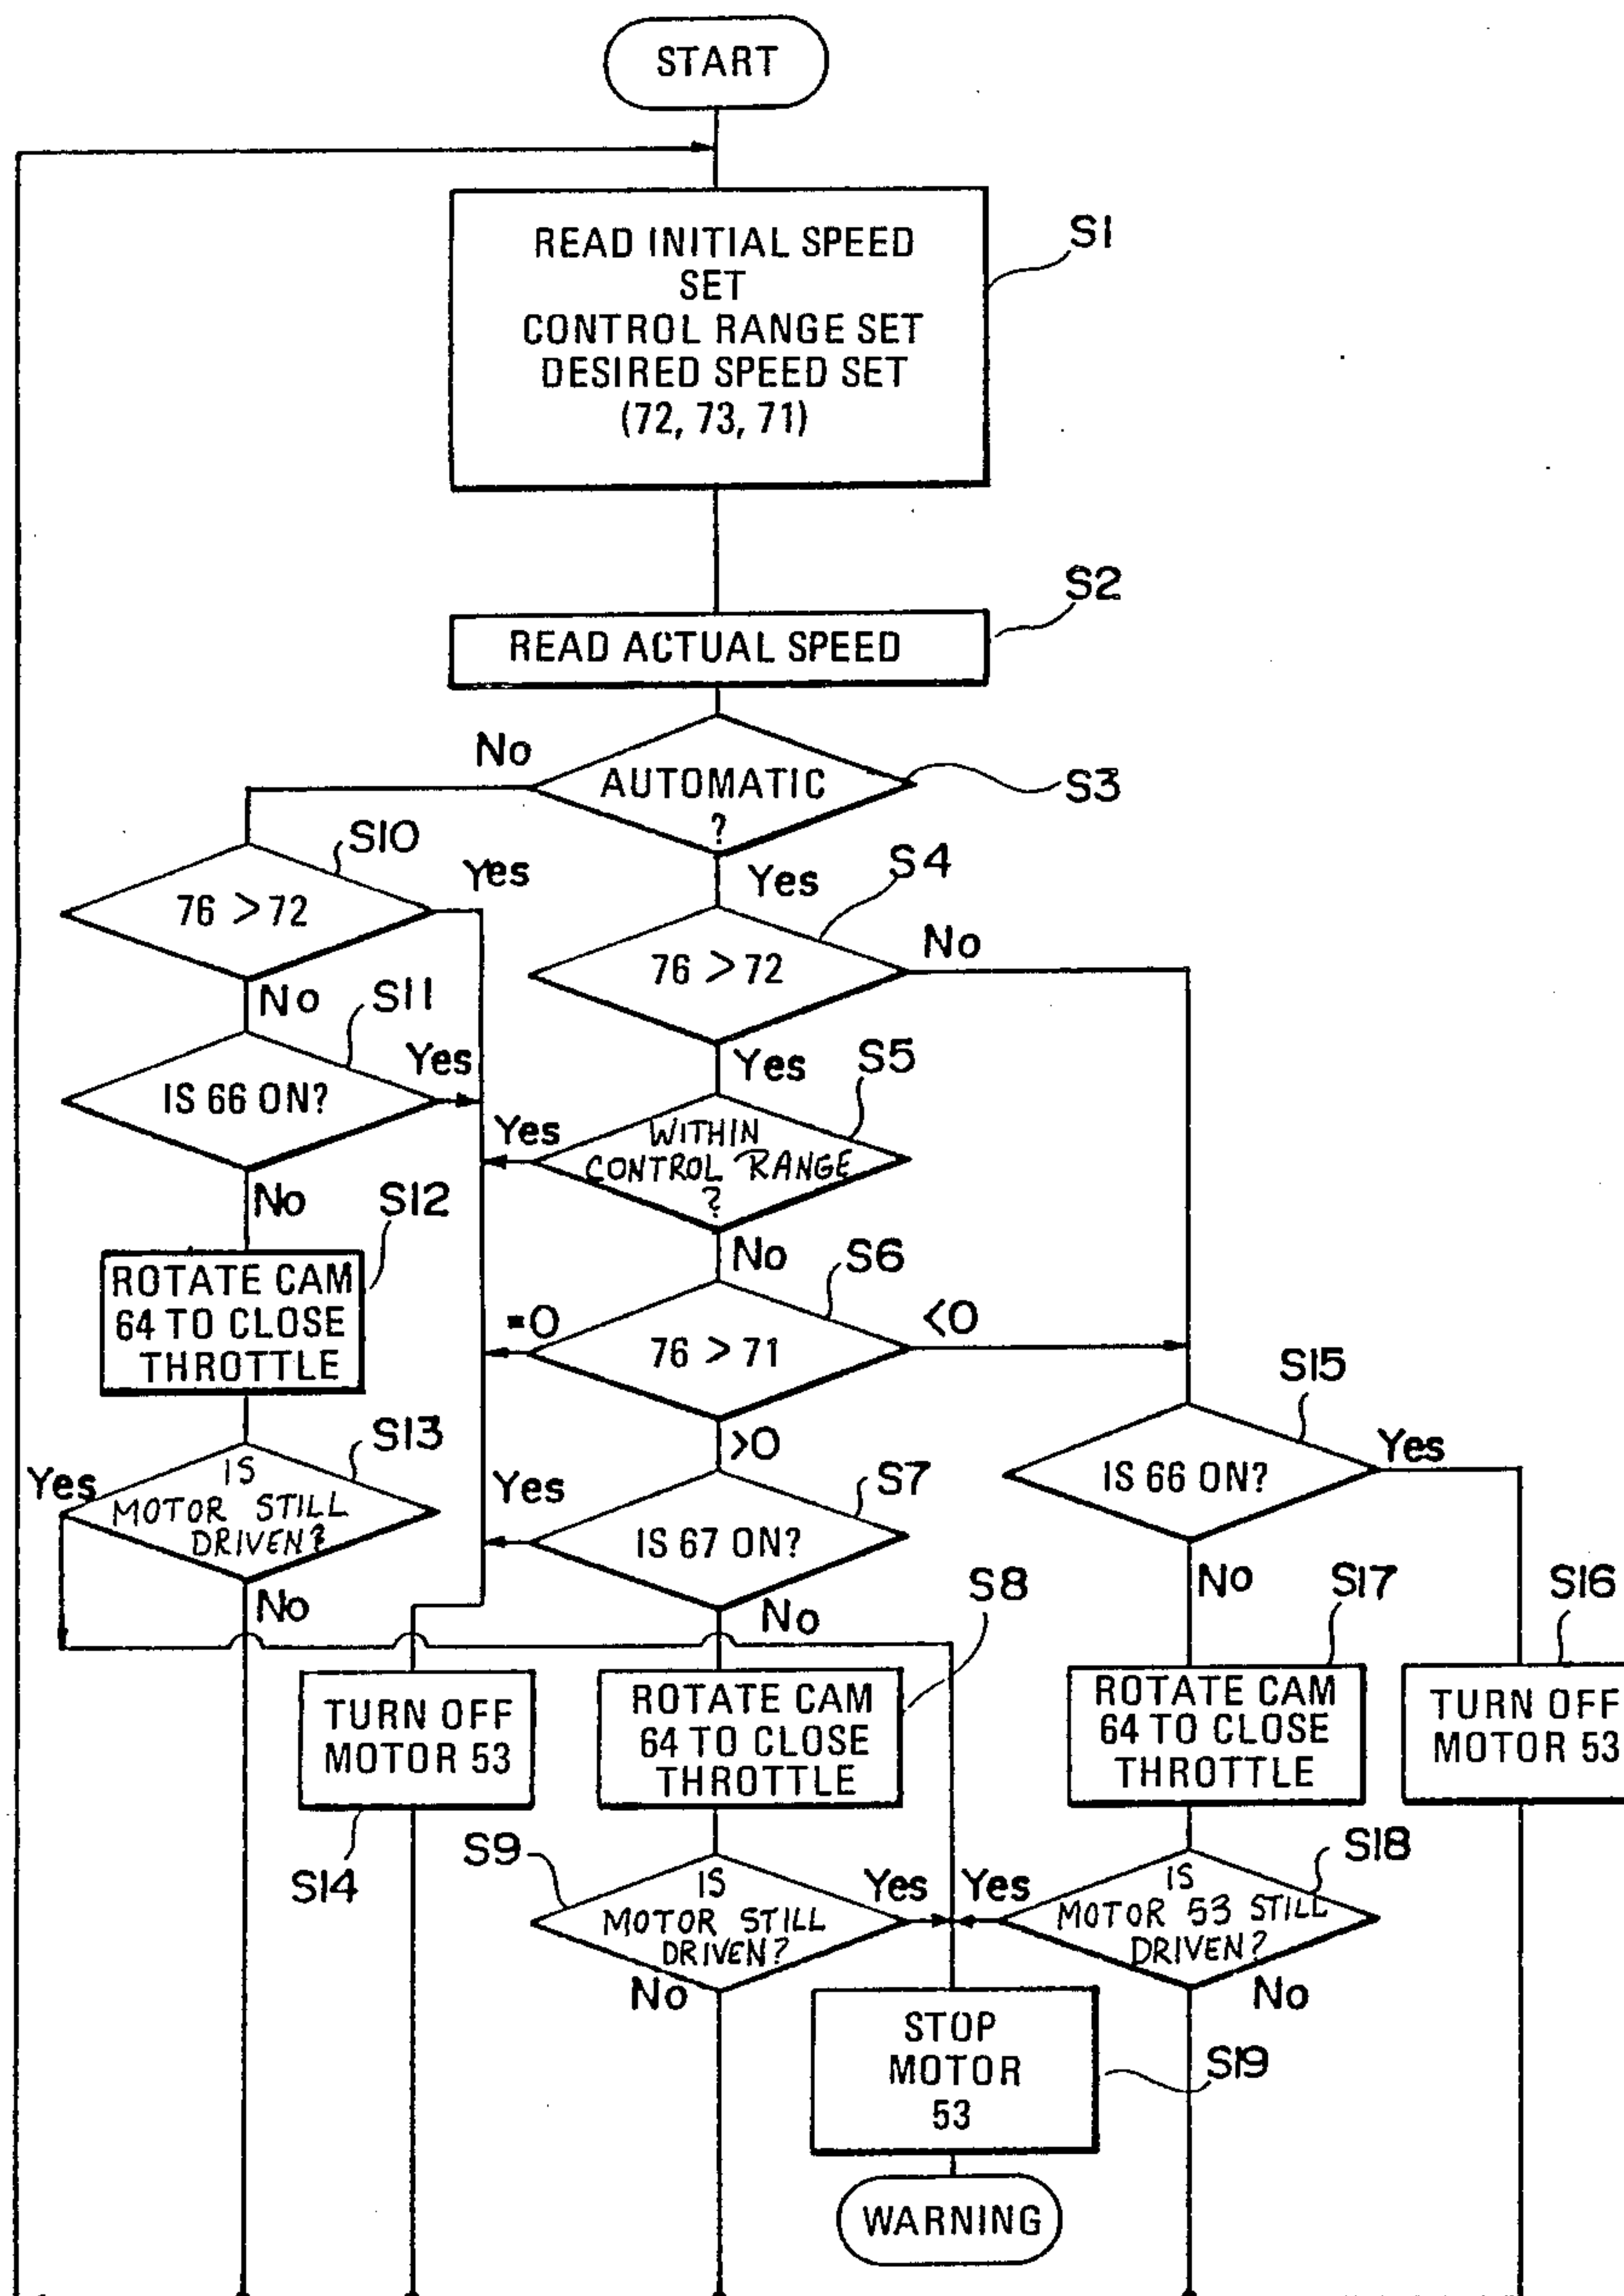 START
READ INITIAL SPEED
SET
CONTROL RANGE SET
DESIRED SPEED SET
(72, 73, 71)
S1
READ ACTUAL SPEED
S2
AUTOMATIC
?
S3
No
Yes
76 > 72
S10
Yes
No
76 > 72
S4
No
Yes
IS 66 ON?
S11
Yes
No
WITHIN
CONTROL RANGE
?
S5
Yes
No
ROTATE CAM
64 TO CLOSE
THROTTLE
S12
76 > 71
S6
=0
<0
>0
IS
MOTOR STILL
DRIVEN?
S13
Yes
No
IS 67 ON?
S7
Yes
No
IS 66 ON?
S15
Yes
No
TURN OFF
MOTOR 53
S14
ROTATE CAM
64 TO CLOSE
THROTTLE
S8
ROTATE CAM
64 TO CLOSE
THROTTLE
S17
TURN OFF
MOTOR 53
S16
IS
MOTOR STILL
DRIVEN?
S9
Yes
No
IS
MOTOR 53 STILL
DRIVEN?
S18
Yes
No
STOP
MOTOR
53
S19
WARNING